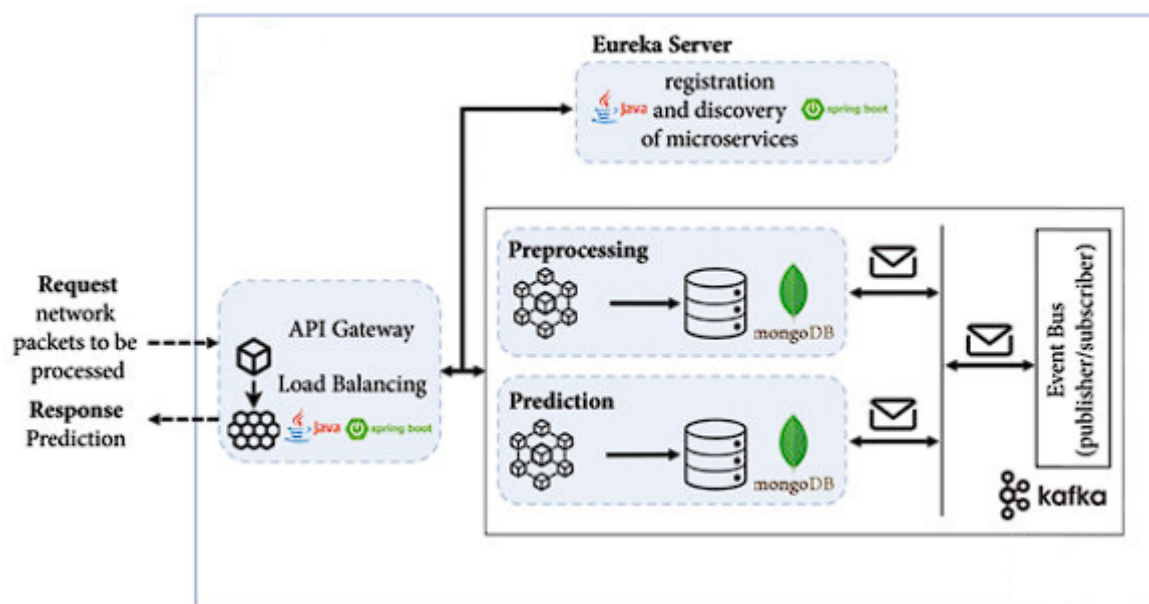 Eureka Server
registration
and discovery
of microservices
Java
spring boot
Request
network
packets to be
processed
Response
Prediction
API Gateway
Load Balancing
Java
spring boot
Preprocessing
mongoDB
Prediction
mongoDB
Event Bus
(publisher/subscriber)
kafka